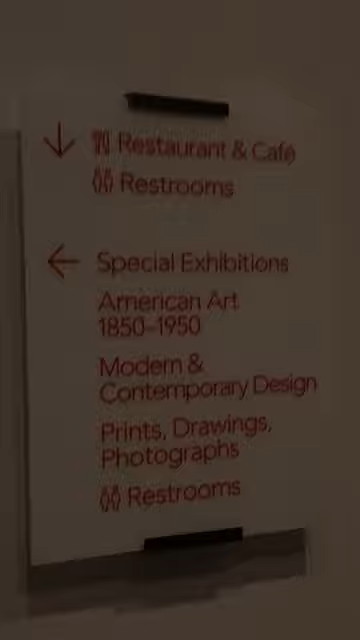 Restaurant & Café
Restrooms
Special Exhibitions
American Art
1850–1950
Modern &
Contemporary Design
Prints, Drawings,
Photographs
Restrooms